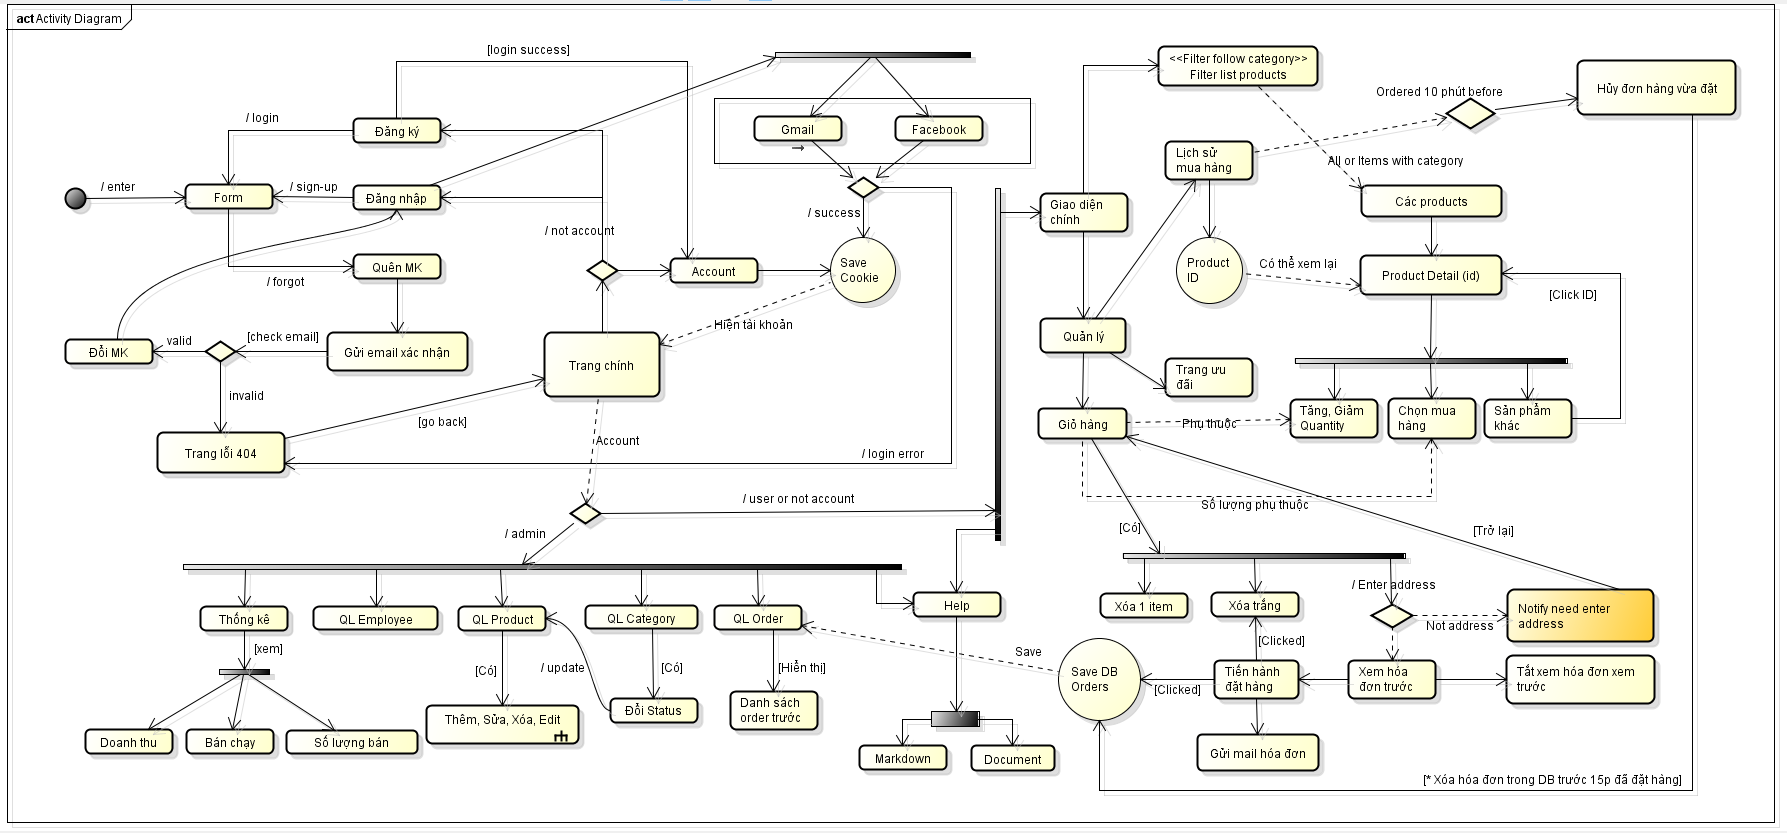 act Activity Diagram
[login success]
<<Filter follow category>>
Filter list products
Ordered 10 phút before
Hủy đơn hàng vừa đặt
/ login
Đăng ký
Gmail
Facebook
Lịch sử
mua hàng
All or Items with category
/ enter
Form
/ sign-up
Đăng nhập
/ success
Giao diện
chính
Các products
/ not account
Quên MK
/ forgot
Account
Save
Cookie
Product
ID
Có thể xem lại
Product Detail (id)
[Click ID]
Hiện tài khoản
Đổi MK
valid
[check email]
Gửi email xác nhận
Trang chính
Quản lý
Trang ưu
đãi
invalid
[go back]
Account
Giỏ hàng
Phụ thuộc
Tăng, Giảm
Quantity
Chọn mua
hàng
Sản phẩm
khác
Trang lỗi 404
/ login error
/ user or not account
Số lượng phụ thuộc
/ admin
[Có]
[Trở lại]
Thống kê
QL Employee
QL Product
QL Category
QL Order
Help
Xóa 1 item
Xóa trắng
/ Enter address
Not address
Notify need enter
address
[xem]
[Có]
/ update
[Có]
[Hiển thị]
Save
Save DB
Orders
[Clicked]
[Clicked]
Tiến hành
đặt hàng
Xem hóa
đơn trước
Tắt xem hóa đơn xem
trước
Thêm, Sửa, Xóa, Edit
Đổi Status
Danh sách
order trước
Doanh thu
Bán chạy
Số lượng bán
Markdown
Document
Gửi mail hóa đơn
[* Xóa hóa đơn trong DB trước 15p đã đặt hàng]